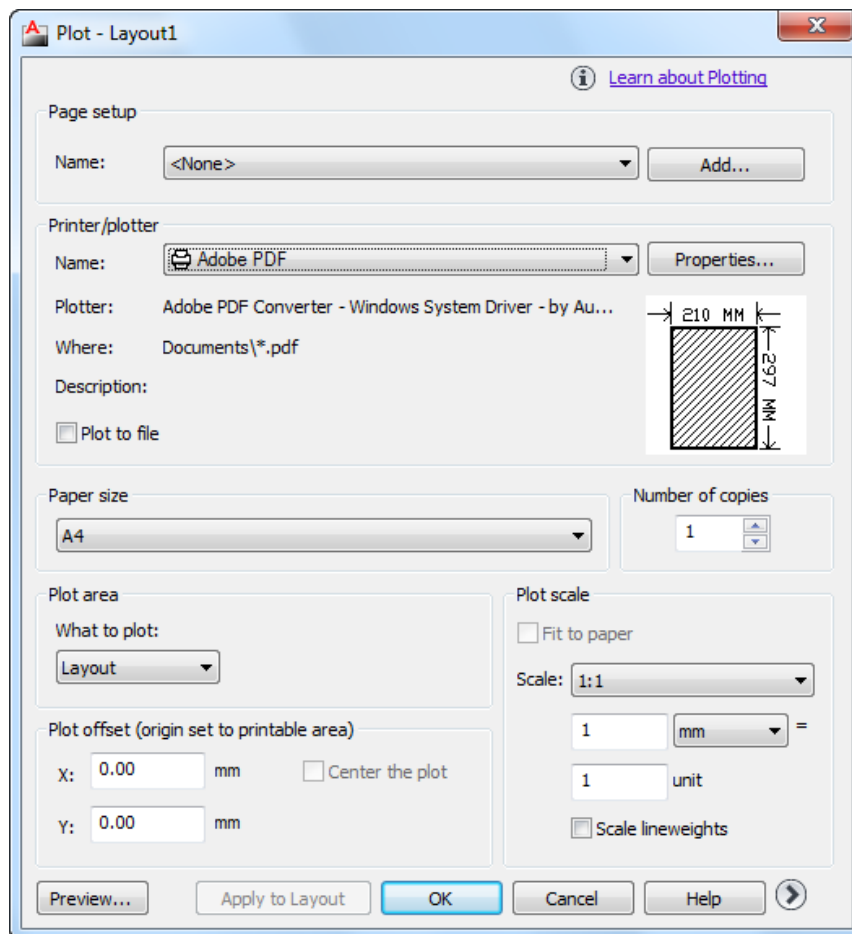 Plot - Layout1
Learn about Plotting
Page setup
Name: <None> Add...
Printer/plotter
Name: Adobe PDF Properties...
Plotter: Adobe PDF Converter - Windows System Driver - by Au...
Where: Documents\*.pdf
Description:
Plot to file
210 MM
297 MM
Paper size
A4
Number of copies
1
Plot area
What to plot:
Layout
Plot scale
Fit to paper
Scale: 1:1
1 mm =
1 unit
Scale lineweights
Plot offset (origin set to printable area)
X: 0.00 mm Center the plot
Y: 0.00 mm
Preview... Apply to Layout OK Cancel Help